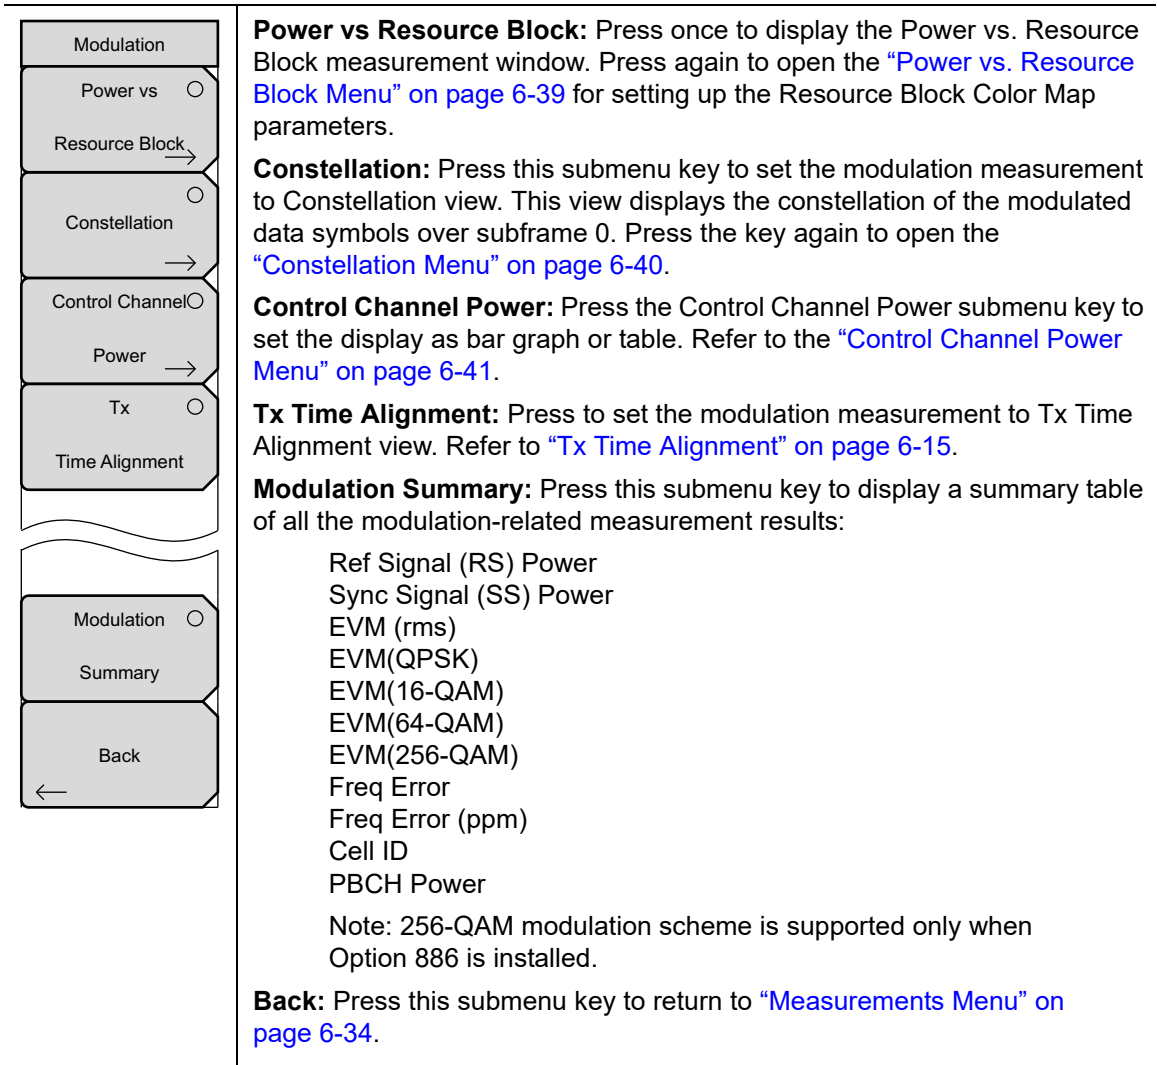 Modulation
Power vs
Resource Block
Constellation
Control Channel
Power
Tx
Time Alignment
Modulation
Summary
Back
Power vs Resource Block: Press once to display the Power vs. Resource
Block measurement window. Press again to open the “Power vs. Resource
Block Menu” on page 6-39 for setting up the Resource Block Color Map
parameters.
Constellation: Press this submenu key to set the modulation measurement
to Constellation view. This view displays the constellation of the modulated
data symbols over subframe 0. Press the key again to open the
“Constellation Menu” on page 6-40.
Control Channel Power: Press the Control Channel Power submenu key to
set the display as bar graph or table. Refer to the “Control Channel Power
Menu” on page 6-41.
Tx Time Alignment: Press to set the modulation measurement to Tx Time
Alignment view. Refer to “Tx Time Alignment” on page 6-15.
Modulation Summary: Press this submenu key to display a summary table
of all the modulation-related measurement results:
Ref Signal (RS) Power
Sync Signal (SS) Power
EVM (rms)
EVM(QPSK)
EVM(16-QAM)
EVM(64-QAM)
EVM(256-QAM)
Freq Error
Freq Error (ppm)
Cell ID
PBCH Power
Note: 256-QAM modulation scheme is supported only when
Option 886 is installed.
Back: Press this submenu key to return to “Measurements Menu” on
page 6-34.